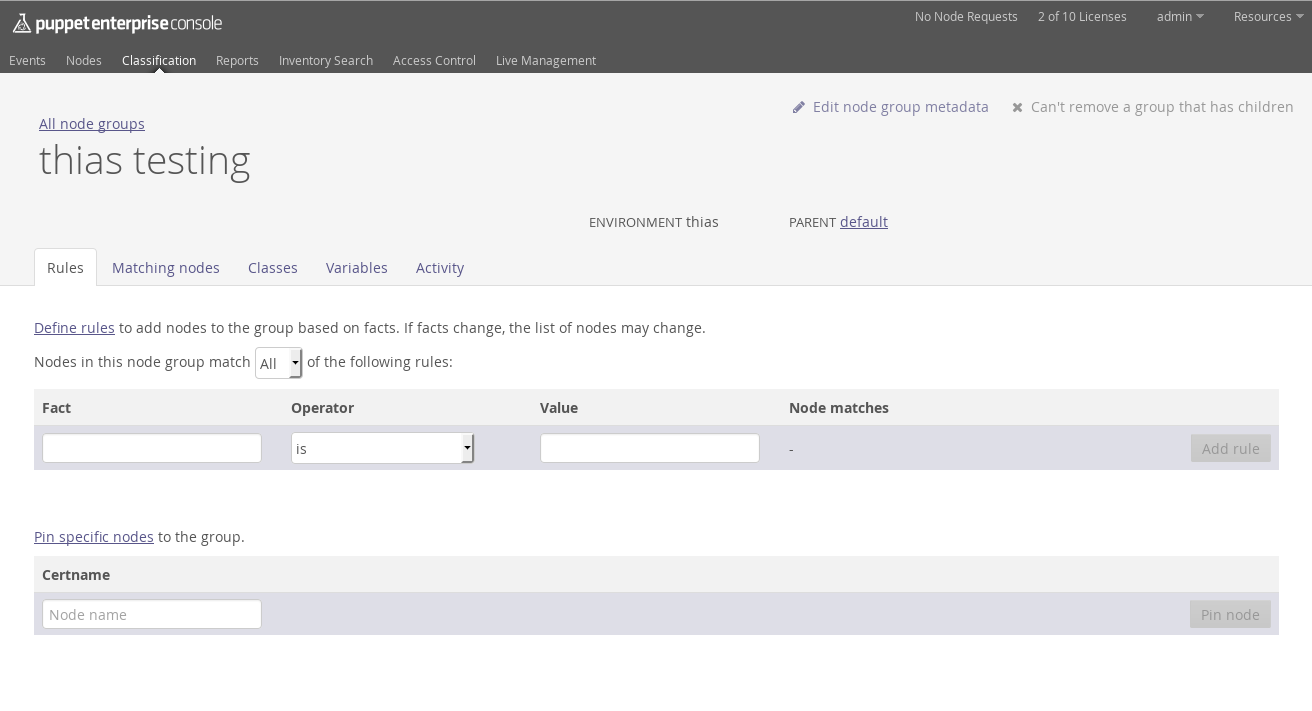 puppet enterprise console
No Node Requests 2 of 10 Licenses admin Resources
Events Nodes Classification Reports Inventory Search Access Control Live Management
Edit node group metadata Can't remove a group that has children
All node groups
thias testing
ENVIRONMENT thias PARENT default
Rules Matching nodes Classes Variables Activity
Define rules to add nodes to the group based on facts. If facts change, the list of nodes may change.
Nodes in this node group match All of the following rules:
Fact Operator Value Node matches
is - Add rule
Pin specific nodes to the group.
Certname
Node name Pin node